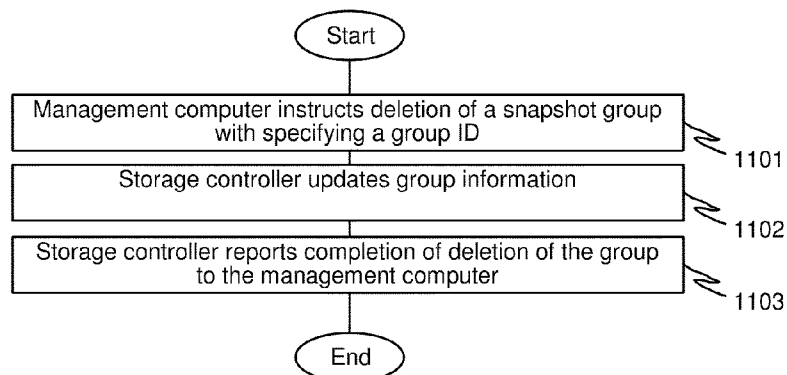 Start
Management computer instructs deletion of a snapshot group
with specifying a group ID
1101
Storage controller updates group information
1102
Storage controller reports completion of deletion of the group
to the management computer
1103
End